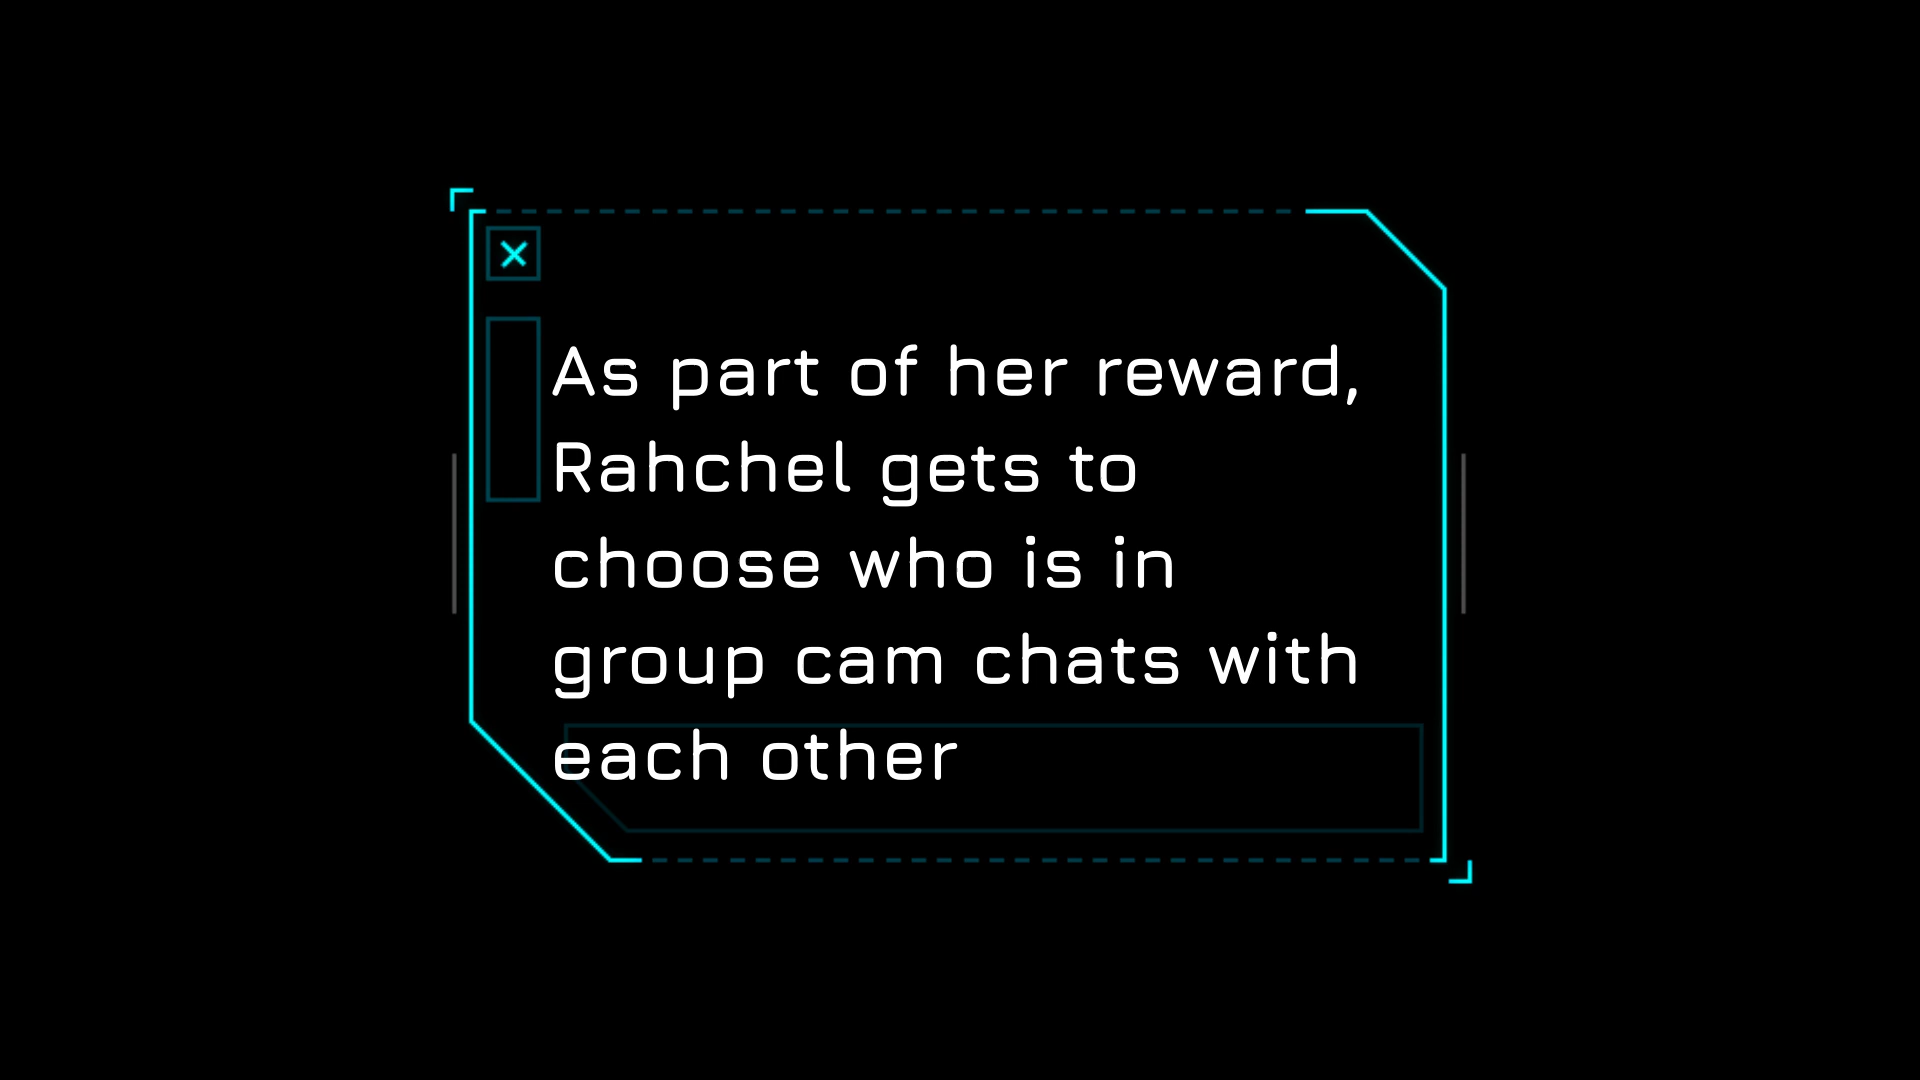 As part of her reward,
Rahchel gets to
choose who is in
group cam chats with
each other